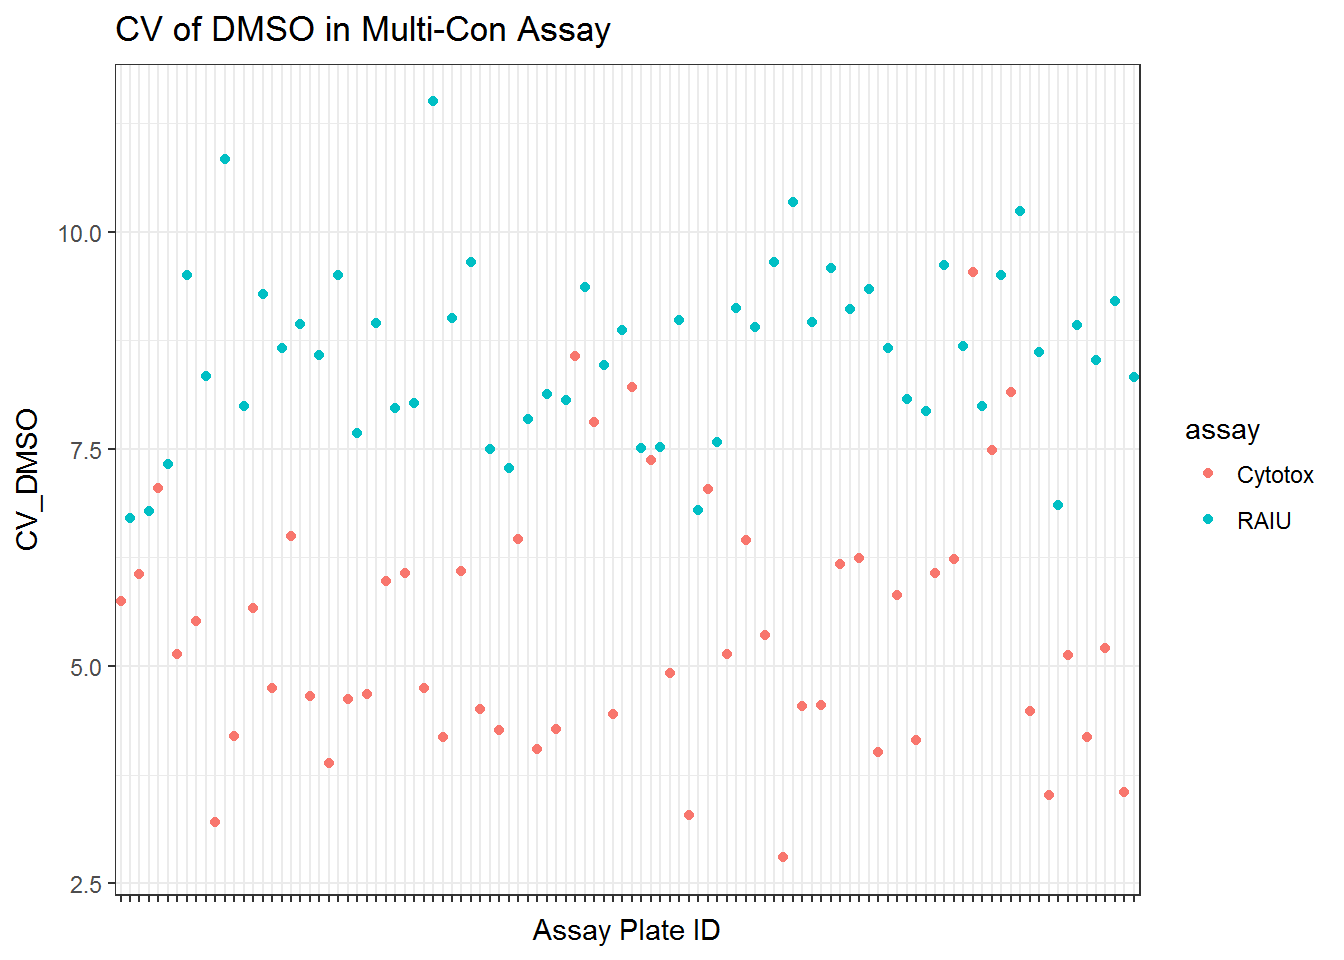 CV of DMSO in Multi-Con Assay
CV_DMSO
10.0
7.5
5.0
2.5
Assay Plate ID
assay
Cytotox
RAIU